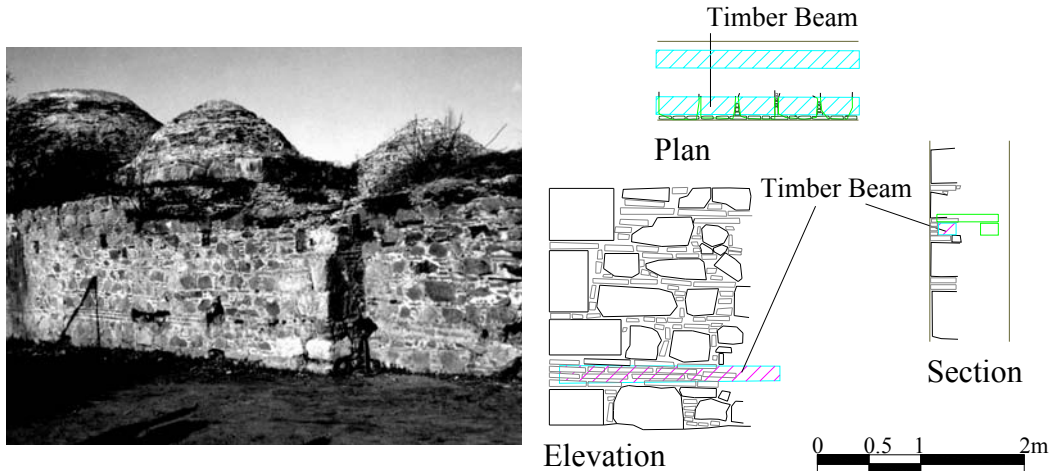 Timber Beam
Plan
Timber Beam
Section
Elevation
0 0.5 1 2m